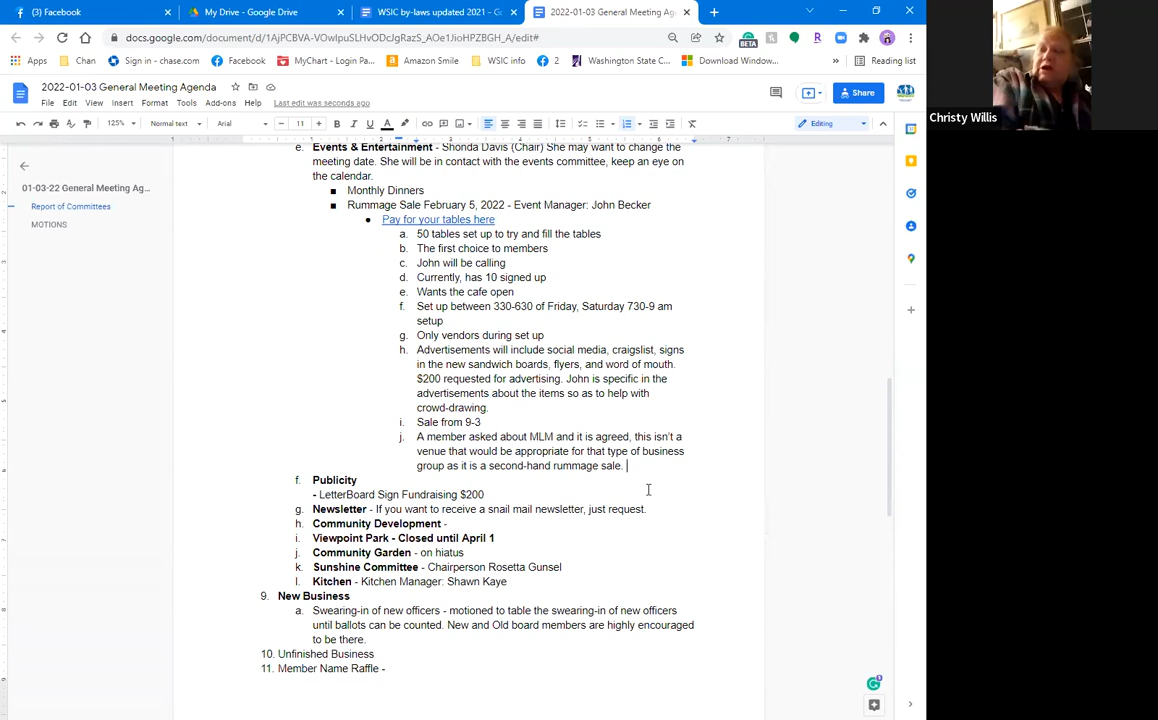 (3) Facebook
My Drive - Google Drive
WSIC by-laws updated 2021 - G
2022-01-03 General Meeting Age
docs.google.com/document/d/1AjPCBVA-VOwIpuSLHvODcJgRazS_AOe1JioHPZBGH_A/edit#
Apps
Chan
Sign in - chase.com
Facebook
MyChart - Login Pa...
Amazon Smile
WSIC info
2
Washington State C...
Download Window...
»
Reading list
BETA
Christy Willis
2022-01-03 General Meeting Agenda
File Edit View Insert Format Tools Add-ons Help Last edit was seconds ago
Share
125% Normal text Arial 11 B I U A Editing
01-03-22 General Meeting Ag...
Report of Committees
MOTIONS
e. Events & Entertainment - Shonda Davis (Chair) She may want to change the
meeting date. She will be in contact with the events committee, keep an eye on
the calendar.
■ Monthly Dinners
■ Rummage Sale February 5, 2022 - Event Manager: John Becker
● Pay for your tables here
a. 50 tables set up to try and fill the tables
b. The first choice to members
c. John will be calling
d. Currently, has 10 signed up
e. Wants the cafe open
f. Set up between 330-630 of Friday, Saturday 730-9 am
setup
g. Only vendors during set up
h. Advertisements will include social media, craigslist, signs
in the new sandwich boards, flyers, and word of mouth.
$200 requested for advertising. John is specific in the
advertisements about the items so as to help with
crowd-drawing.
i. Sale from 9-3
j. A member asked about MLM and it is agreed, this isn't a
venue that would be appropriate for that type of business
group as it is a second-hand rummage sale.
f. Publicity
- LetterBoard Sign Fundraising $200
g. Newsletter - If you want to receive a snail mail newsletter, just request.
h. Community Development -
i. Viewpoint Park - Closed until April 1
j. Community Garden - on hiatus
k. Sunshine Committee - Chairperson Rosetta Gunsel
l. Kitchen - Kitchen Manager: Shawn Kaye
9. New Business
a. Swearing-in of new officers - motioned to table the swearing-in of new officers
until ballots can be counted. New and Old board members are highly encouraged
to be there.
10. Unfinished Business
11. Member Name Raffle -